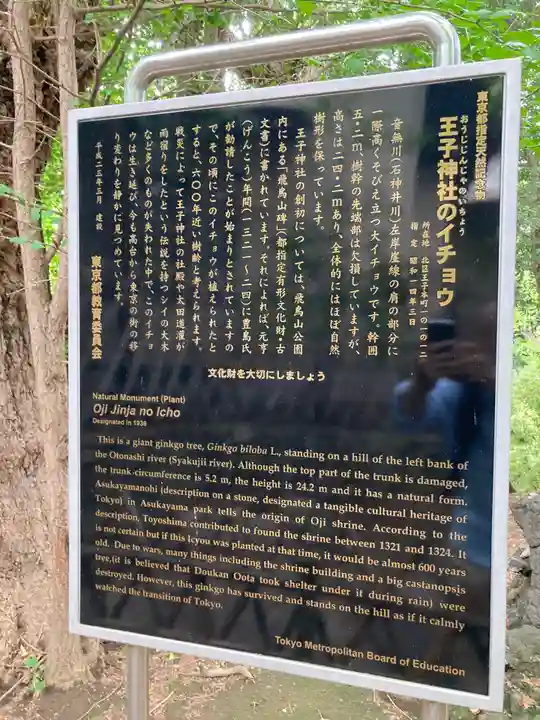 東京都指定天然記念物
おうじじんじゃのいちょう
王子神社のイチョウ
所在地 北区王子本町一の一の一二
指定 昭和一四年三月
音無川(石神井川)左岸崖線の肩の部分に
一際高くそびえ立つ大イチョウです。幹囲
五・二m、樹幹の先端部は欠損していますが、
高さは二四・二mあり、全体的にはほぼ自然
樹形を保っています。
王子神社の創初については、飛鳥山公園
内にある「飛鳥山碑」(都指定有形文化財・古
文書)に書かれています。それによれば、元亨
(げんこう)年間(一三二一~二四)に豊島氏
が勧請したことが始まりとされていますの
で、その頃にこのイチョウが植えられたと
すると、六〇〇年近い樹齢と考えられます。
戦災によって王子神社の社殿や太田道灌が
雨宿りをしたという伝説を持つシイの大木
など多くのものが失われた中で、このイチョ
ウは生き延び、今も高台から東京の街の移
り変わりを静かに見つめています。
平成二三年三月 建設
東京都教育委員会
文化財を大切にしましょう
Natural Monument (Plant)
Oji Jinja no Icho
Designated in 1939
This is a giant ginkgo tree, Ginkgo biloba L., standing on a hill of the left bank of
the Otonashi river (Syakujii river). Although the top part of the trunk is damaged,
the trunk circumference is 5.2 m, the height is 24.2 m and it has a natural form.
Asukayamanohi (description on a stone, designated a tangible cultural heritage of
Tokyo) in Asukayama park tells the origin of Oji shrine. According to the
description, Toyoshima contributed to found the shrine between 1321 and 1324. It
is not certain but if this Icyou was planted at that time, it would be almost 600 years
old. Due to wars, many things including the shrine building and a big castanopsis
tree,(it is believed that Doukan Oota took shelter under it during rain) were
destroyed. However, this ginkgo has survived and stands on the hill as if it calmly
watched the transition of Tokyo.
Tokyo Metropolitan Board of Education